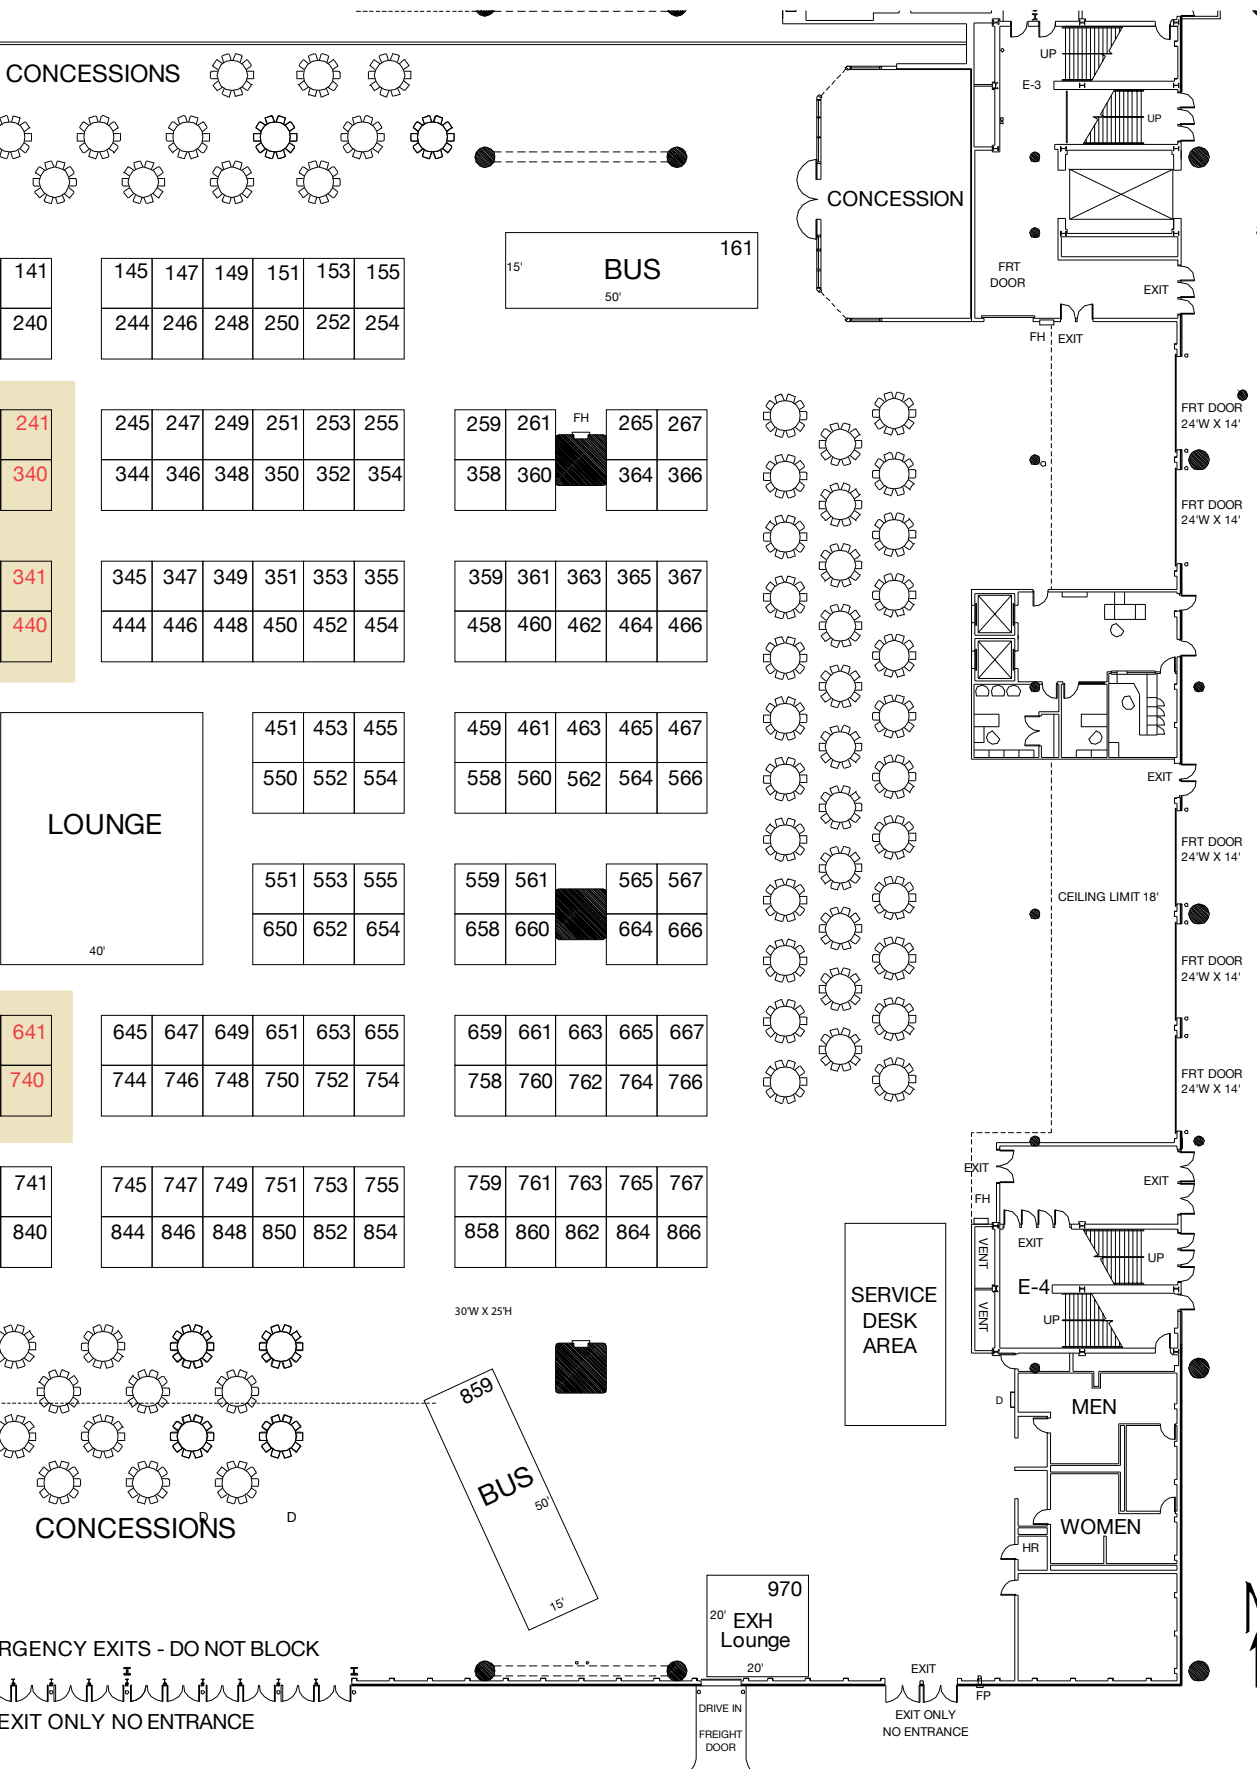 UP
E-3
CONCESSIONS
UP
CONCESSION
161
15'
BUS
50'
FRT
DOOR
EXIT
FH
EXIT
141 145 147 149 151 153 155
240 244 246 248 250 252 254
FRT DOOR
24'W X 14'
241 245 247 249 251 253 255 259 261 FH 265 267
340 344 346 348 350 352 354 358 360 364 366
FRT DOOR
24'W X 14'
341 345 347 349 351 353 355 359 361 363 365 367
440 444 446 448 450 452 454 458 460 462 464 466
451 453 455 459 461 463 465 467
550 552 554 558 560 562 564 566
EXIT
LOUNGE
FRT DOOR
24'W X 14'
551 553 555 559 561 565 567
CEILING LIMIT 18'
650 652 654 658 660 664 666
40'
FRT DOOR
24'W X 14'
641 645 647 649 651 653 655 659 661 663 665 667
740 744 746 748 750 752 754 758 760 762 764 766
FRT DOOR
24'W X 14'
EXIT
EXIT
741 745 747 749 751 753 755 759 761 763 765 767
FH
840 844 846 848 850 852 854 858 860 862 864 866
EXIT
VENT
UP
E-4
SERVICE
DESK
AREA
30'W X 25'H
VENT
UP
859
BUS
50'
15'
D
MEN
D
D
CONCESSIONS
WOMEN
HR
970
20'
EXH
Lounge
20'
RGENCY EXITS - DO NOT BLOCK
EXIT
FP
EXIT ONLY NO ENTRANCE
DRIVE IN
FREIGHT
DOOR
EXIT ONLY
NO ENTRANCE